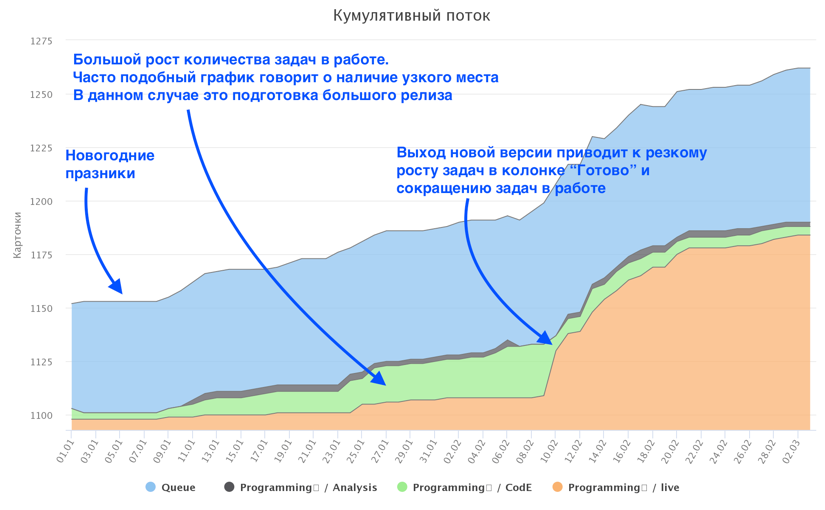 Кумулятивный поток
1275
Большой рост количества задач в работе.
Часто подобный график говорит о наличие узкого места
В данном случае это подготовка большого релиза
1250
1225
Новогодние
празники
Выход новой версии приводит к резкому
росту задач в колонке “Готово” и
сокращению задач в работе
1200
Карточки
1175
1150
1125
1100
01.01 03.01 05.01 07.01 09.01 11.01 13.01 15.01 17.01 19.01 21.01 23.01 25.01 27.01 29.01 31.01 02.02 04.02 06.02 08.02 10.02 12.02 14.02 16.02 18.02 20.02 22.02 24.02 26.02 28.02 02.03
Queue Programming / Analysis Programming / CodE Programming / live